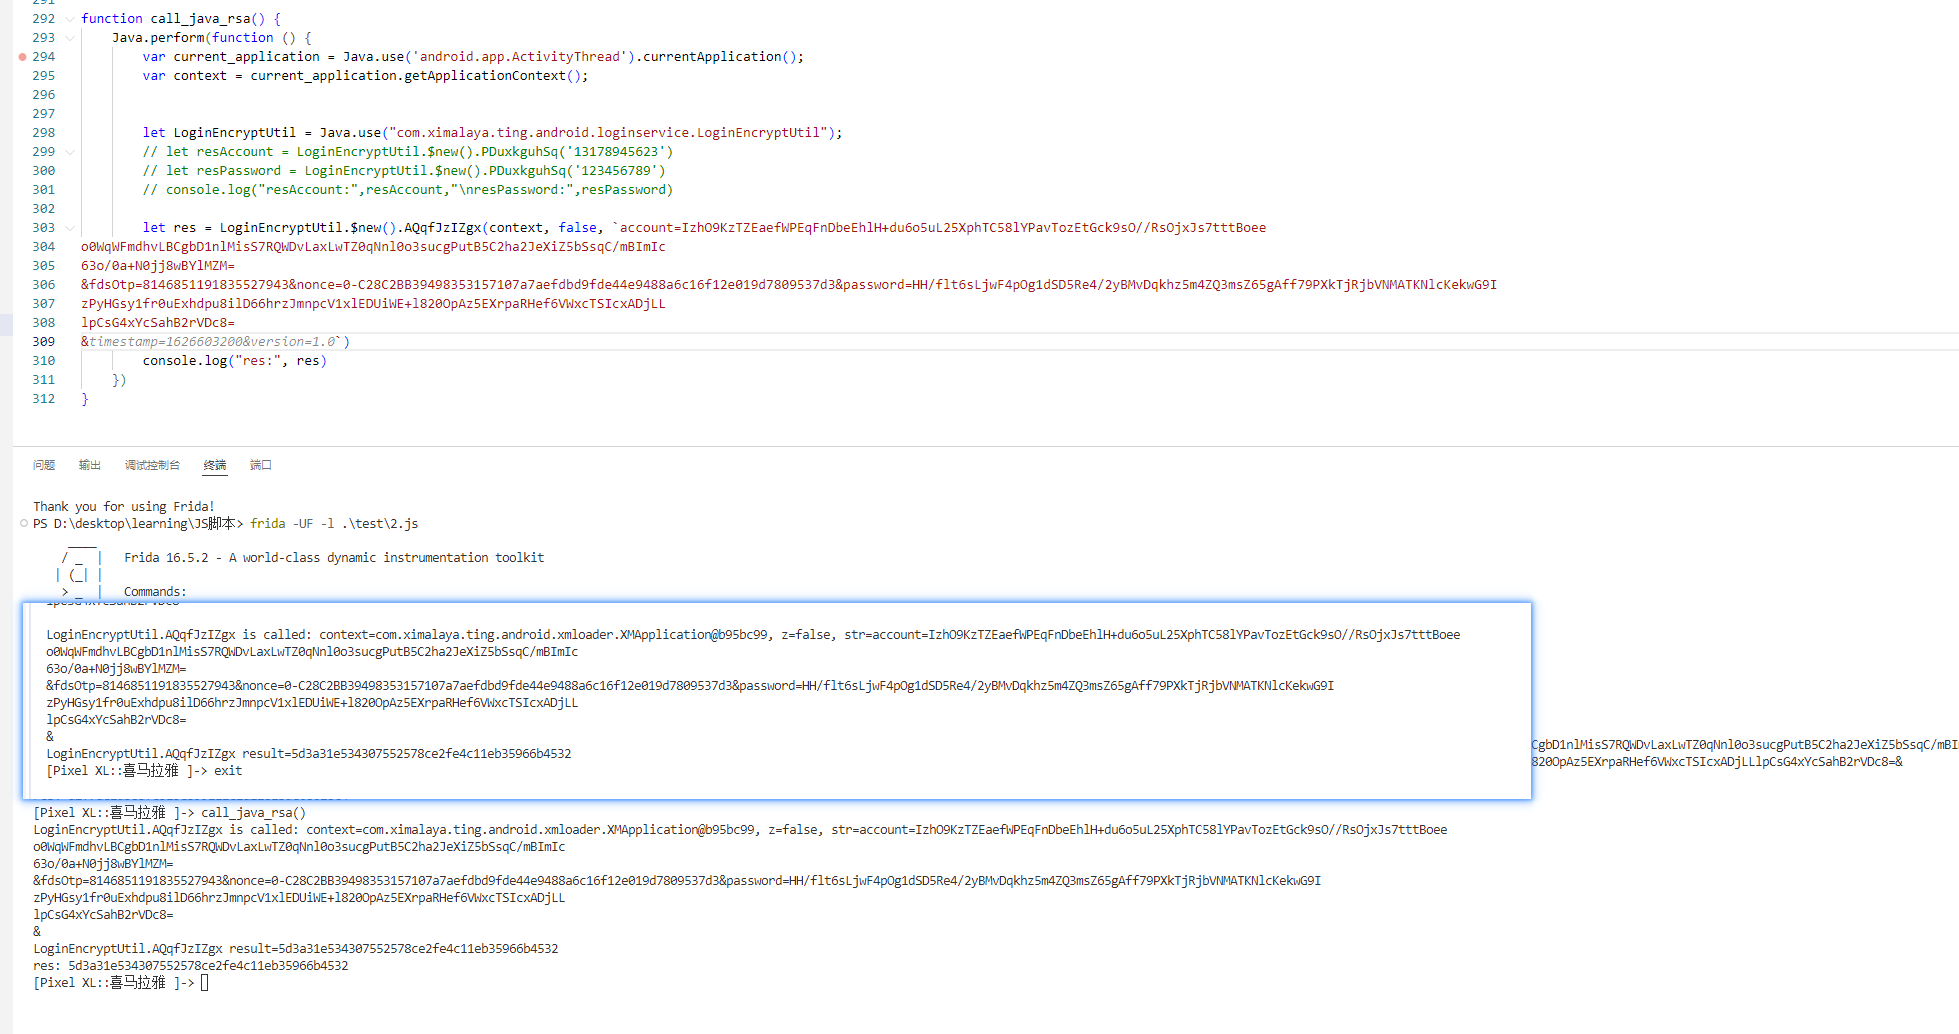 291
292 function call_java_rsa() {
293 Java.perform(function () {
294 var current_application = Java.use('android.app.ActivityThread').currentApplication();
295 var context = current_application.getApplicationContext();
296
297
298 let LoginEncryptUtil = Java.use("com.ximalaya.ting.android.loginservice.LoginEncryptUtil");
299 // let resAccount = LoginEncryptUtil.$new().PDuxkguhSq('13178945623')
300 // let resPassword = LoginEncryptUtil.$new().PDuxkguhSq('123456789')
301 // console.log("resAccount:",resAccount,"\nresPassword:",resPassword)
302
303 let res = LoginEncryptUtil.$new().AQqfJzIZgx(context, false, `account=IzhO9KzTZEaefWPEqFnDbeEhlH+du6o5uL25XphTC58lYPavTozEtGck9sO//RsOjxJs7tttBoee
304 o0WqWFmdhvLBCgbD1nlMisS7RQWDvLaxLwTZ0qNnl0o3sucgPutB5C2ha2JeXiZ5bSsqC/mBImIc
305 63o/0a+N0jj8wBYlMZM=
306 &fdsOtp=8146851191835527943&nonce=0-C28C2BB39498353157107a7aefdbd9fde44e9488a6c16f12e019d7809537d3&password=HH/flt6sLjwF4pOg1dSD5Re4/2yBMvDqkhz5m4ZQ3msZ65gAff79PXkTjRjbVNMATKNlcKekwG9I
307 zPyHGsy1fr0uExhdpu8ilD66hrzJmnpcV1xlEDUiWE+l820OpAz5EXrpaRHef6VWxcTSIcxADjLL
308 lpCsG4xYcSahB2rVDc8=
309 &timestamp=1626603200&version=1.0`)
310 console.log("res:", res)
311 })
312 }
问题 输出 调试控制台 终端 端口
Thank you for using Frida!
PS D:\desktop\learning\JS脚本> frida -UF -l .\test\2.js
____
/ _ | Frida 16.5.2 - A world-class dynamic instrumentation toolkit
| (_| |
> _ | Commands:
lpCsG4xYcSahB2rVDc8=
LoginEncryptUtil.AQqfJzIZgx is called: context=com.ximalaya.ting.android.xmloader.XMApplication@b95bc99, z=false, str=account=IzhO9KzTZEaefWPEqFnDbeEhlH+du6o5uL25XphTC58lYPavTozEtGck9sO//RsOjxJs7tttBoee
o0WqWFmdhvLBCgbD1nlMisS7RQWDvLaxLwTZ0qNnl0o3sucgPutB5C2ha2JeXiZ5bSsqC/mBImIc
63o/0a+N0jj8wBYlMZM=
&fdsOtp=8146851191835527943&nonce=0-C28C2BB39498353157107a7aefdbd9fde44e9488a6c16f12e019d7809537d3&password=HH/flt6sLjwF4pOg1dSD5Re4/2yBMvDqkhz5m4ZQ3msZ65gAff79PXkTjRjbVNMATKNlcKekwG9I
zPyHGsy1fr0uExhdpu8ilD66hrzJmnpcV1xlEDUiWE+l820OpAz5EXrpaRHef6VWxcTSIcxADjLL
lpCsG4xYcSahB2rVDc8=
&
LoginEncryptUtil.AQqfJzIZgx result=5d3a31e534307552578ce2fe4c11eb35966b4532
[Pixel XL::喜马拉雅 ]-> exit
CgbD1nlMisS7RQWDvLaxLwTZ0qNnl0o3sucgPutB5C2ha2JeXiZ5bSsqC/mBI
820OpAz5EXrpaRHef6VWxcTSIcxADjLLlpCsG4xYcSahB2rVDc8=&
[Pixel XL::喜马拉雅 ]-> call_java_rsa()
LoginEncryptUtil.AQqfJzIZgx is called: context=com.ximalaya.ting.android.xmloader.XMApplication@b95bc99, z=false, str=account=IzhO9KzTZEaefWPEqFnDbeEhlH+du6o5uL25XphTC58lYPavTozEtGck9sO//RsOjxJs7tttBoee
o0WqWFmdhvLBCgbD1nlMisS7RQWDvLaxLwTZ0qNnl0o3sucgPutB5C2ha2JeXiZ5bSsqC/mBImIc
63o/0a+N0jj8wBYlMZM=
&fdsOtp=8146851191835527943&nonce=0-C28C2BB39498353157107a7aefdbd9fde44e9488a6c16f12e019d7809537d3&password=HH/flt6sLjwF4pOg1dSD5Re4/2yBMvDqkhz5m4ZQ3msZ65gAff79PXkTjRjbVNMATKNlcKekwG9I
zPyHGsy1fr0uExhdpu8ilD66hrzJmnpcV1xlEDUiWE+l820OpAz5EXrpaRHef6VWxcTSIcxADjLL
lpCsG4xYcSahB2rVDc8=
&
LoginEncryptUtil.AQqfJzIZgx result=5d3a31e534307552578ce2fe4c11eb35966b4532
res: 5d3a31e534307552578ce2fe4c11eb35966b4532
[Pixel XL::喜马拉雅 ]->